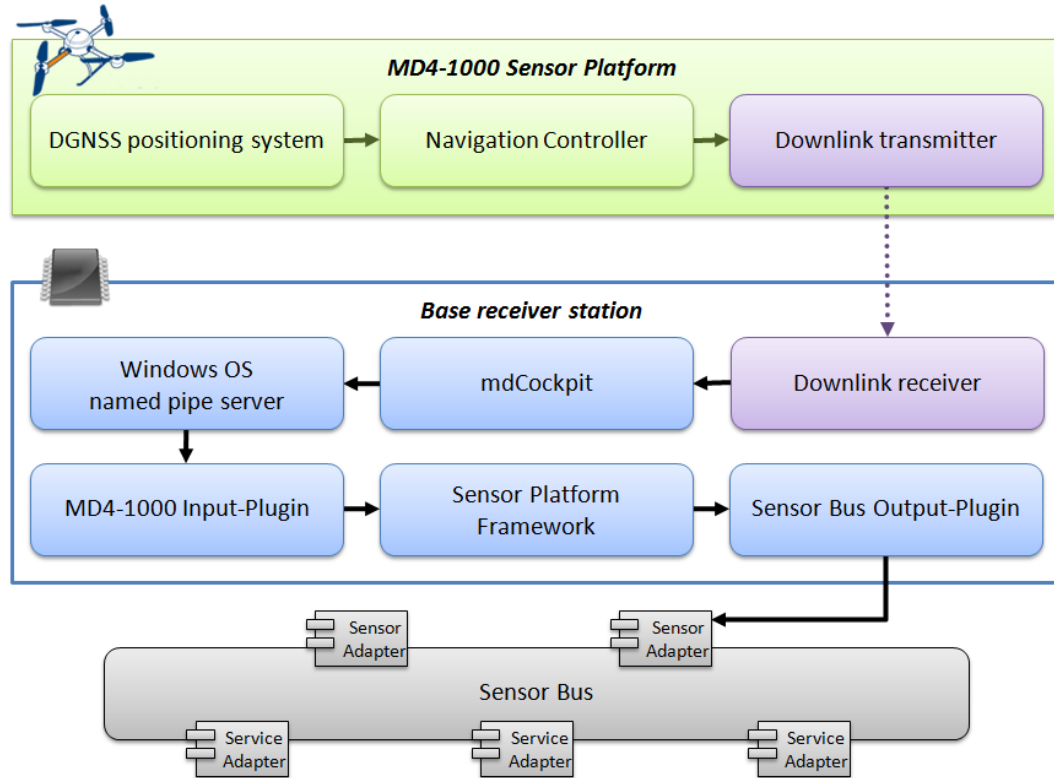 MD4-1000 Sensor Platform
DGNSS positioning system
Navigation Controller
Downlink transmitter
Base receiver station
Windows OS
named pipe server
mdCockpit
Downlink receiver
MD4-1000 Input-Plugin
Sensor Platform
Framework
Sensor Bus Output-Plugin
Sensor
Adapter
Sensor
Adapter
Sensor Bus
Service
Adapter
Service
Adapter
Service
Adapter